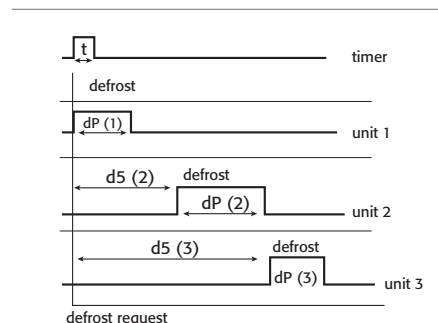 t
timer
defrost
dP (1)
unit 1
d5 (2)
defrost
dP (2)
unit 2
d5 (3)
defrost
dP (3)
unit 3
defrost request